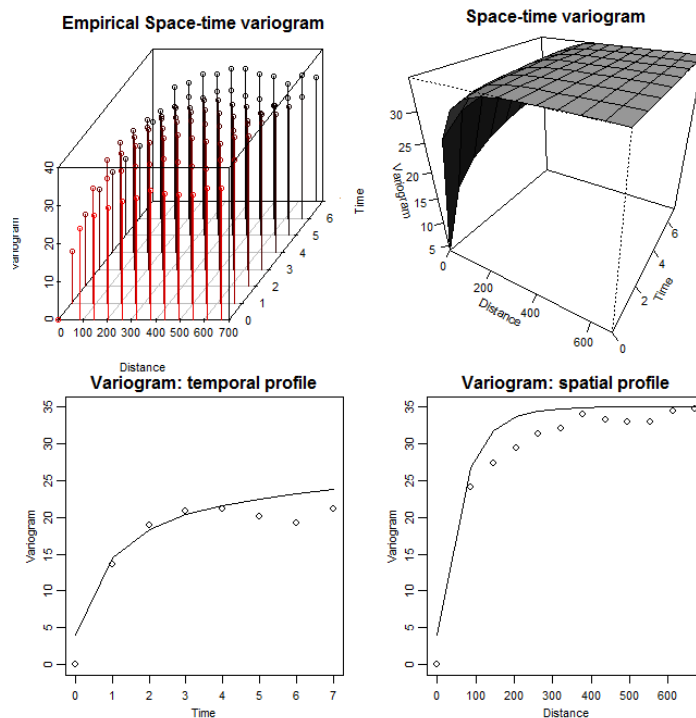 Empirical Space-time variogram
Space-time variogram
40
30
20
10
0
0 100 200 300 400 500 600 700
0
1
2
3
4
5
6
Time
Distance
30
25
20
15
10
5
Variogram
0
200
400
600
Distance
0
2
4
6
Time
Variogram: temporal profile
35
30
25
20
15
10
5
0
Variogram
0 1 2 3 4 5 6 7
Time
Variogram: spatial profile
35
30
25
20
15
10
5
0
Variogram
0 100 200 300 400 500 600
Distance